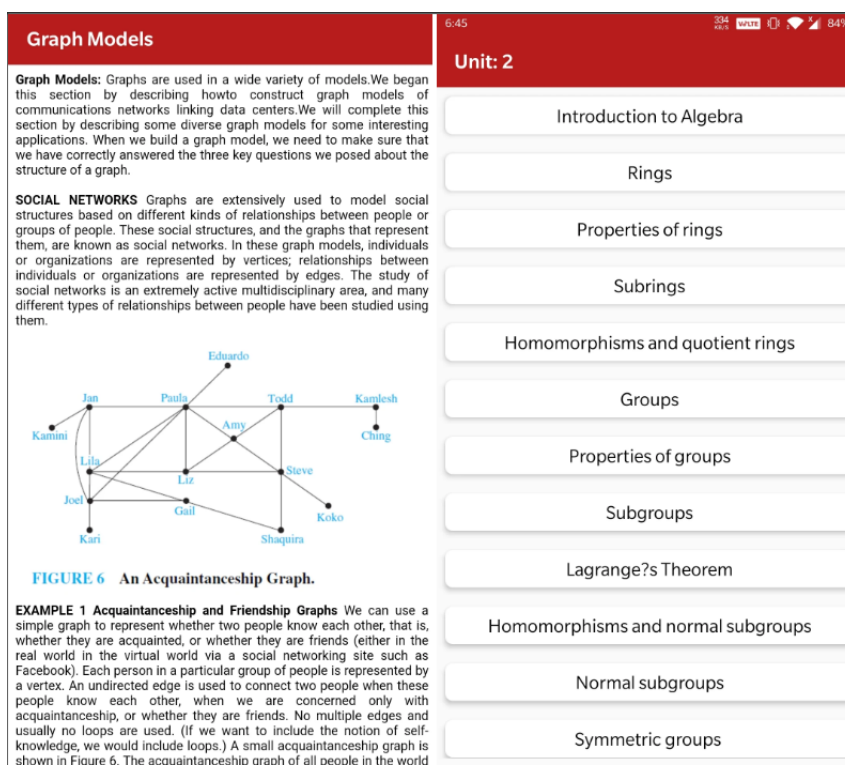 Graph Models
Graph Models: Graphs are used in a wide variety of models.We began
this section by describing howto construct graph models of
communications networks linking data centers.We will complete this
section by describing some diverse graph models for some interesting
applications. When we build a graph model, we need to make sure that
we have correctly answered the three key questions we posed about the
structure of a graph.
SOCIAL NETWORKS Graphs are extensively used to model social
structures based on different kinds of relationships between people or
groups of people. These social structures, and the graphs that represent
them, are known as social networks. In these graph models, individuals
or organizations are represented by vertices; relationships between
individuals or organizations are represented by edges. The study of
social networks is an extremely active multidisciplinary area, and many
different types of relationships between people have been studied using
them.
Eduardo
Jan Paula Todd Kamlesh
Kamini Amy Ching
Lila Liz Steve
Joel Gail Koko
Kari Shaquira
FIGURE 6 An Acquaintanceship Graph.
EXAMPLE 1 Acquaintanceship and Friendship Graphs We can use a
simple graph to represent whether two people know each other, that is,
whether they are acquainted, or whether they are friends (either in the
real world in the virtual world via a social networking site such as
Facebook). Each person in a particular group of people is represented by
a vertex. An undirected edge is used to connect two people when these
people know each other, when we are concerned only with
acquaintanceship, or whether they are friends. No multiple edges and
usually no loops are used. (If we want to include the notion of self-
knowledge, we would include loops.) A small acquaintanceship graph is
shown in Figure 6. The acquaintanceship graph of all people in the world
6:45 334 KB/S VoLTE 84%
Unit: 2
Introduction to Algebra
Rings
Properties of rings
Subrings
Homomorphisms and quotient rings
Groups
Properties of groups
Subgroups
Lagrange?s Theorem
Homomorphisms and normal subgroups
Normal subgroups
Symmetric groups